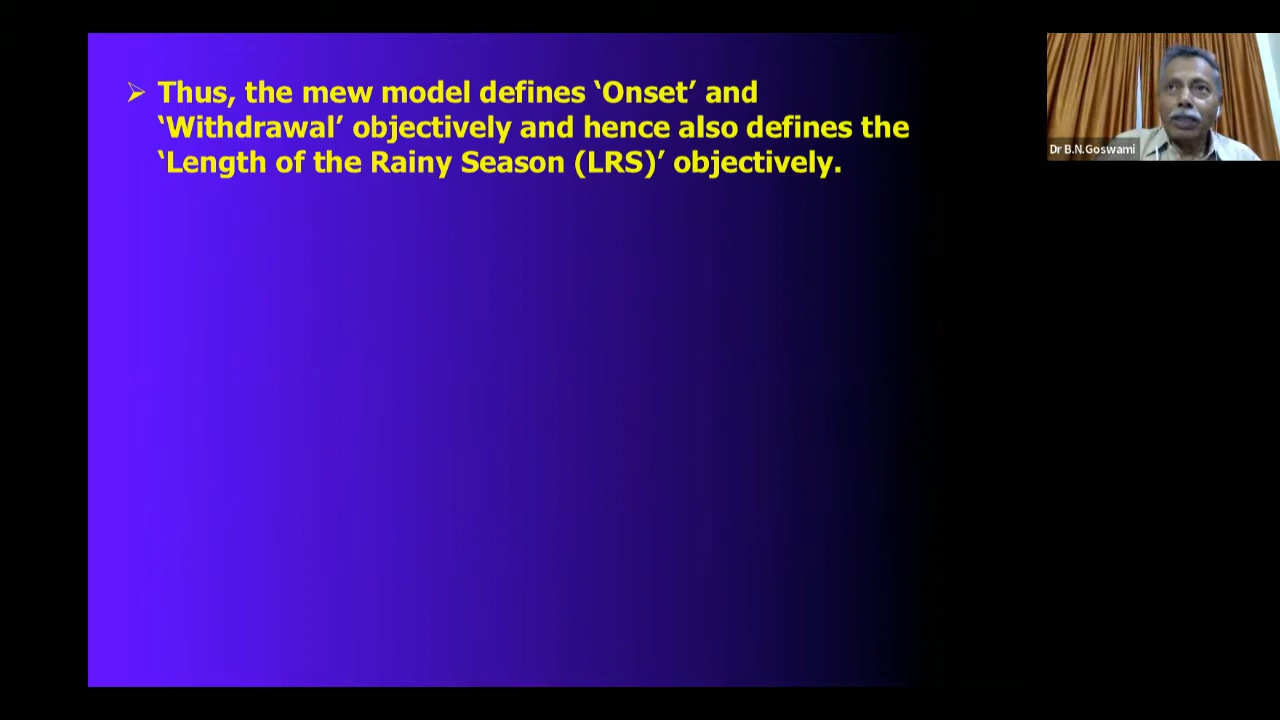 Thus, the mew model defines ‘Onset’ and
‘Withdrawal’ objectively and hence also defines the
‘Length of the Rainy Season (LRS)’ objectively.
Dr B.N.Goswami